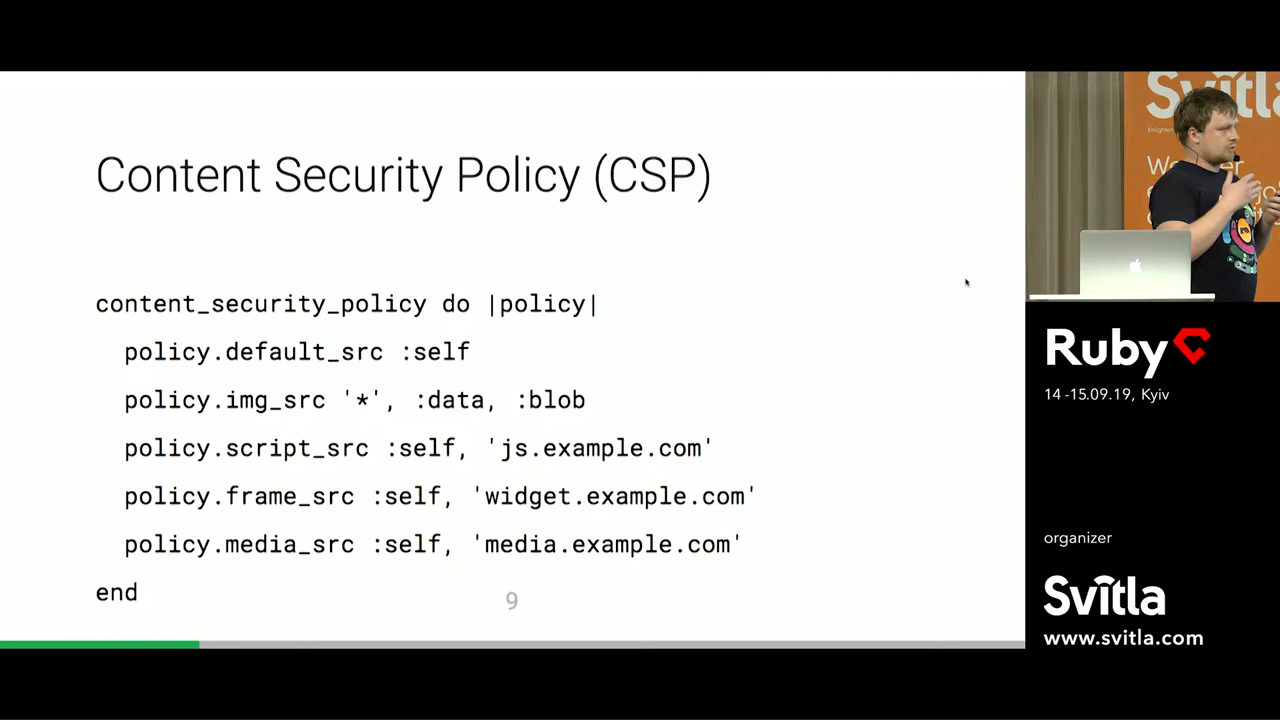 Content Security Policy (CSP)
content_security_policy do |policy|
  policy.default_src :self
  policy.img_src '*', :data, :blob
  policy.script_src :self, 'js.example.com'
  policy.frame_src :self, 'widget.example.com'
  policy.media_src :self, 'media.example.com'
end
9
Svitla
Ruby
14 -15.09.19, Kyiv
organizer
Svitla
www.svitla.com